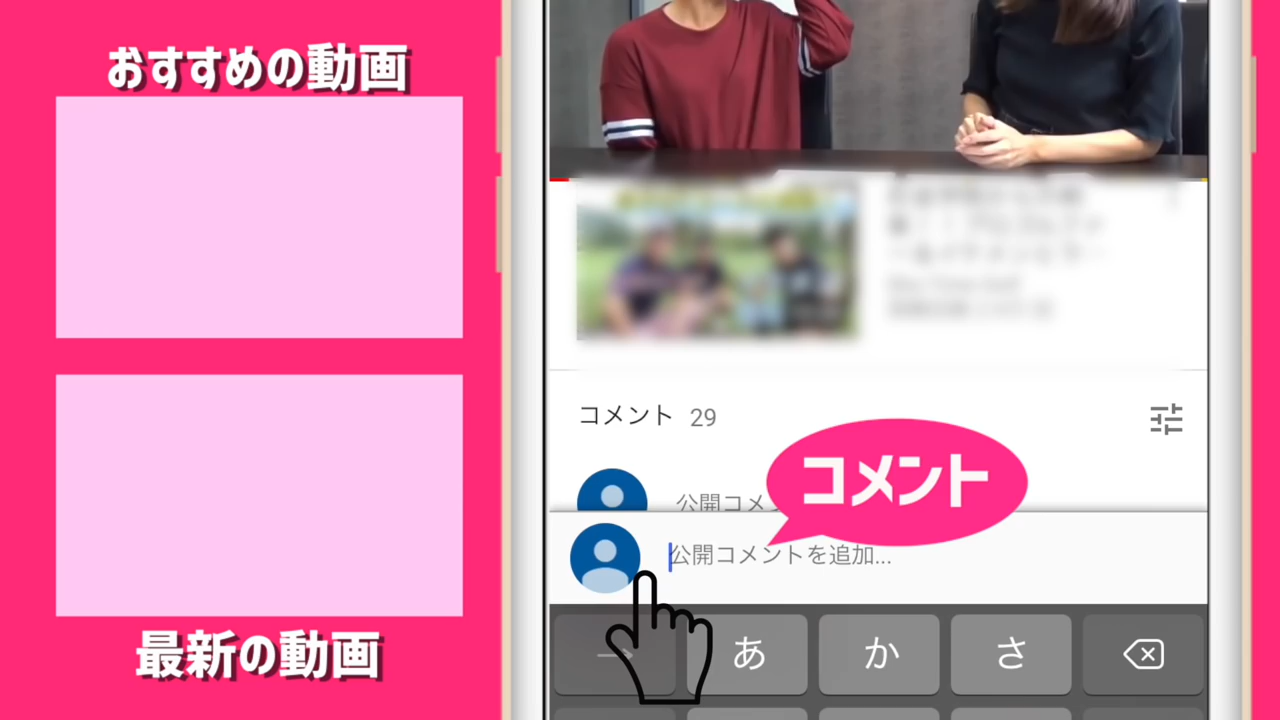 おすすめの動画
コメント 29
コメント
公開コメ
公開コメントを追加...
→ あ か さ
最新の動画